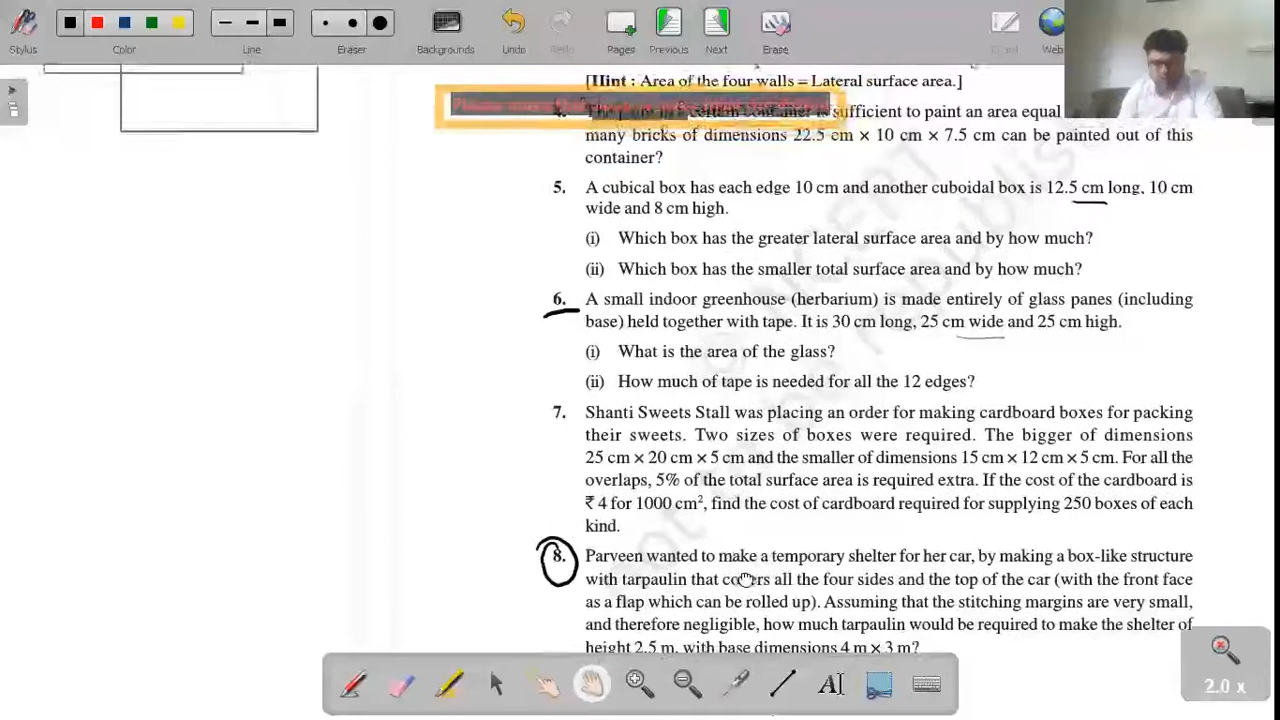 Stylus Color Line Eraser Backgrounds Undo Redo Pages Previous Next Erase Board Web
[Hint : Area of the four walls = Lateral surface area.]
4. The paint in a certain container is sufficient to paint an area equal
many bricks of dimensions 22.5 cm × 10 cm × 7.5 cm can be painted out of this
container?
5. A cubical box has each edge 10 cm and another cuboidal box is 12.5 cm long, 10 cm
wide and 8 cm high.
(i) Which box has the greater lateral surface area and by how much?
(ii) Which box has the smaller total surface area and by how much?
6. A small indoor greenhouse (herbarium) is made entirely of glass panes (including
base) held together with tape. It is 30 cm long, 25 cm wide and 25 cm high.
(i) What is the area of the glass?
(ii) How much of tape is needed for all the 12 edges?
7. Shanti Sweets Stall was placing an order for making cardboard boxes for packing
their sweets. Two sizes of boxes were required. The bigger of dimensions
25 cm × 20 cm × 5 cm and the smaller of dimensions 15 cm × 12 cm × 5 cm. For all the
overlaps, 5% of the total surface area is required extra. If the cost of the cardboard is
₹ 4 for 1000 cm², find the cost of cardboard required for supplying 250 boxes of each
kind.
8. Parveen wanted to make a temporary shelter for her car, by making a box-like structure
with tarpaulin that covers all the four sides and the top of the car (with the front face
as a flap which can be rolled up). Assuming that the stitching margins are very small,
and therefore negligible, how much tarpaulin would be required to make the shelter of
height 2.5 m, with base dimensions 4 m × 3 m?
2.0 x